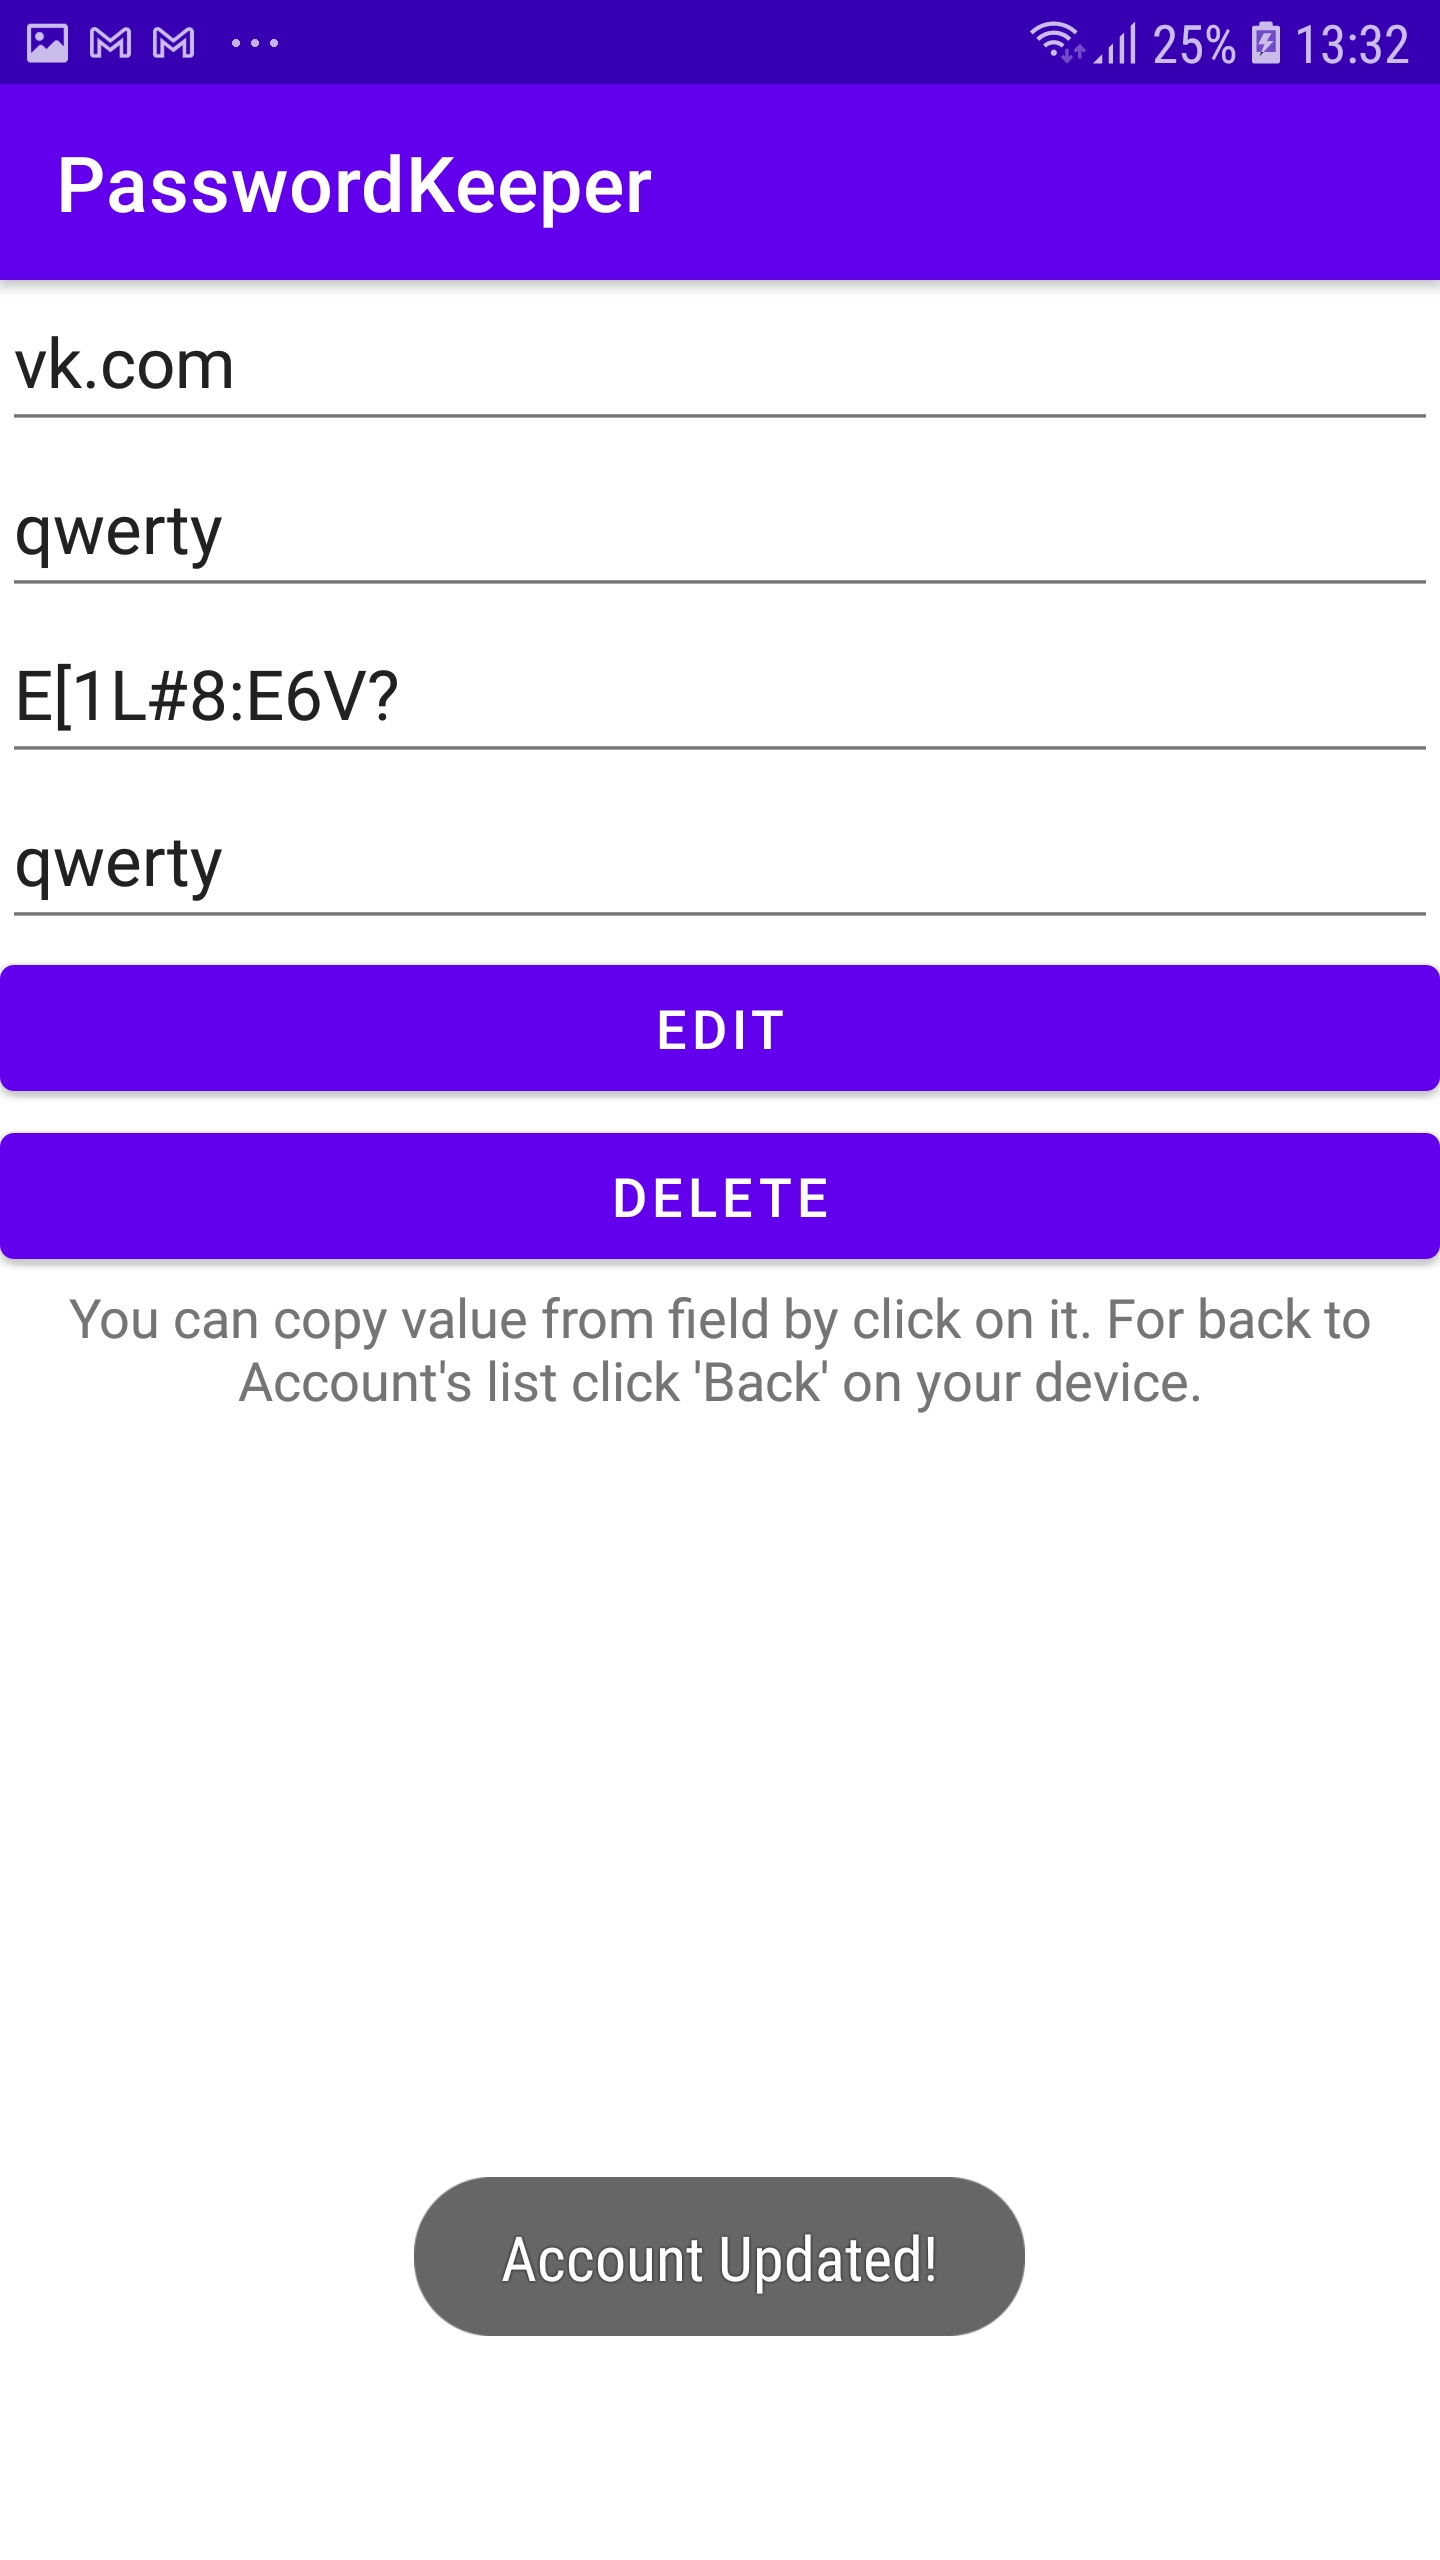 25% 13:32
PasswordKeeper
vk.com
qwerty
E[1L#8:E6V?
qwerty
EDIT
DELETE
You can copy value from field by click on it. For back to
Account's list click 'Back' on your device.
Account Updated!